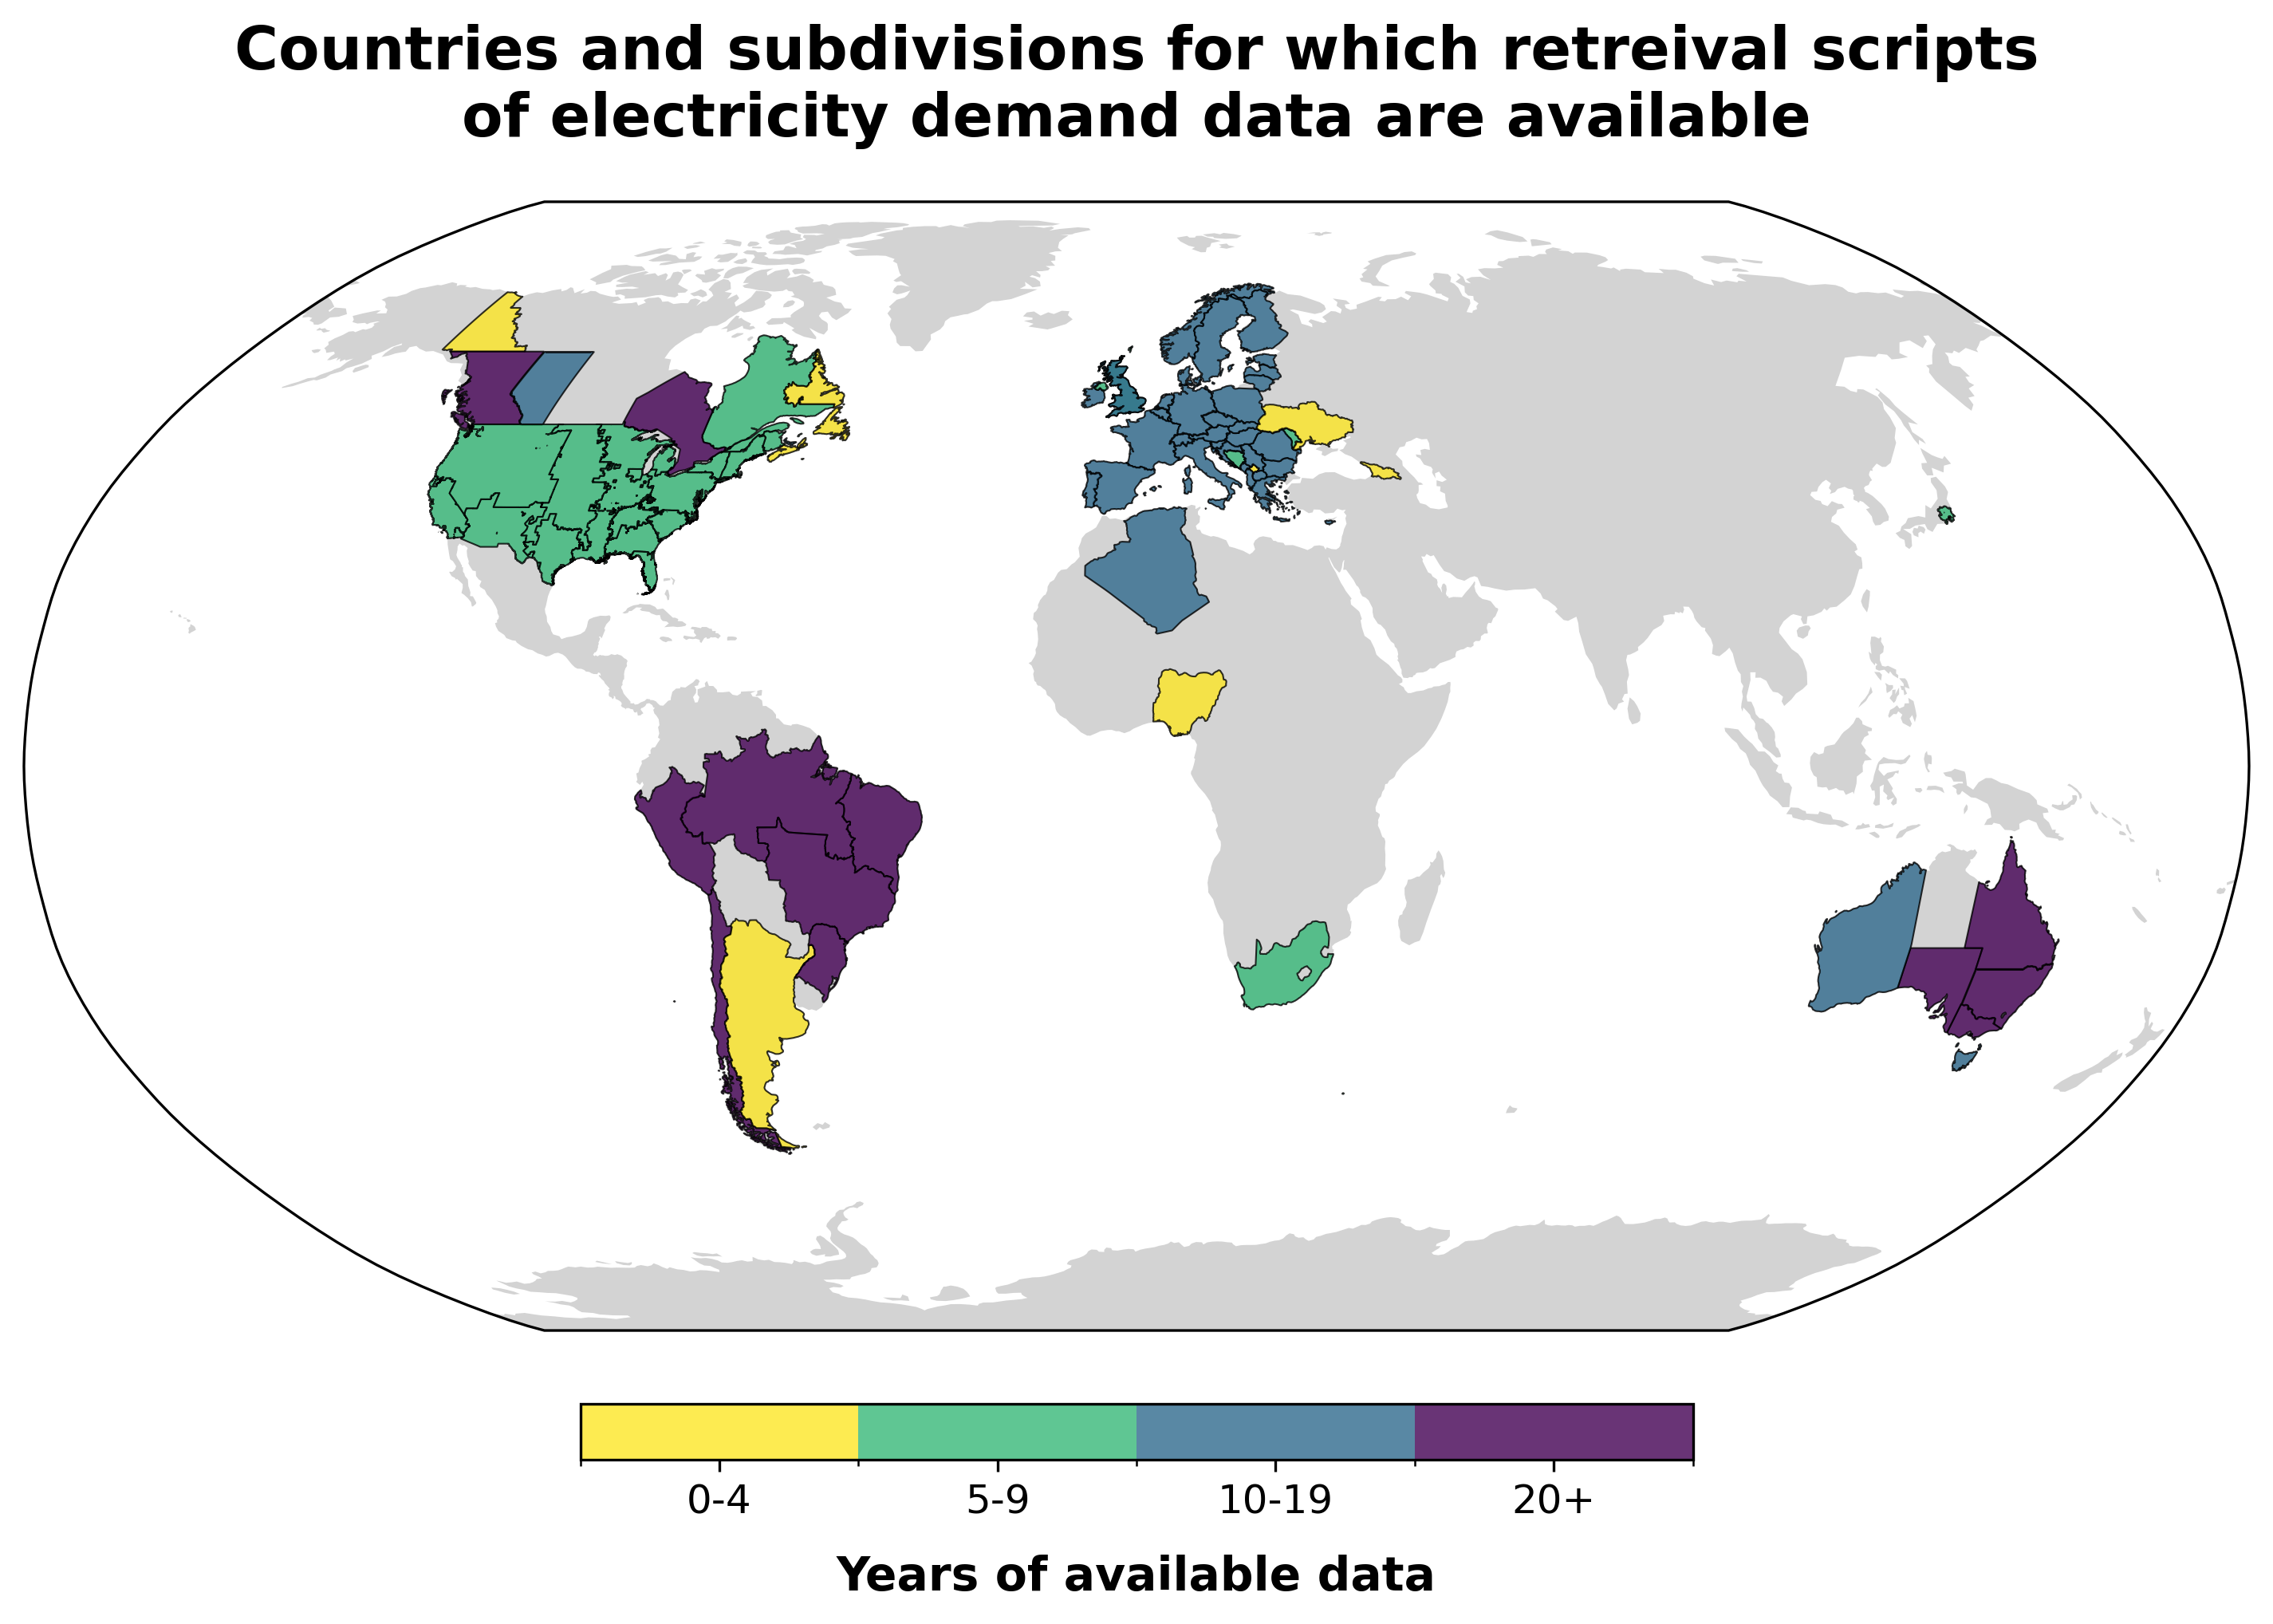 Countries and subdivisions for which retreival scripts
of electricity demand data are available
0-4
5-9
10-19
20+
Years of available data